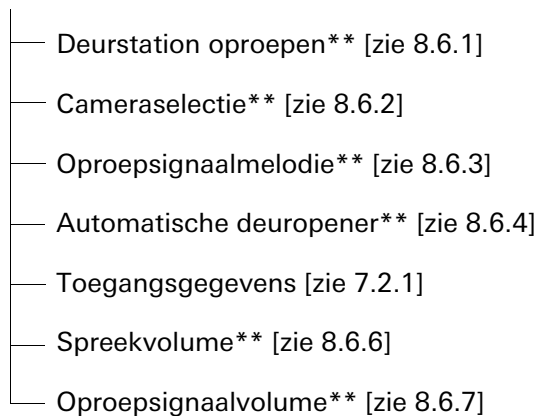 Deurstation oproepen** [zie 8.6.1]
Cameraselectie** [zie 8.6.2]
Oproepsignaalmelodie** [zie 8.6.3]
Automatische deuropener** [zie 8.6.4]
Toegangsgegevens [zie 7.2.1]
Spreekvolume** [zie 8.6.6]
Oproepsignaalvolume** [zie 8.6.7]